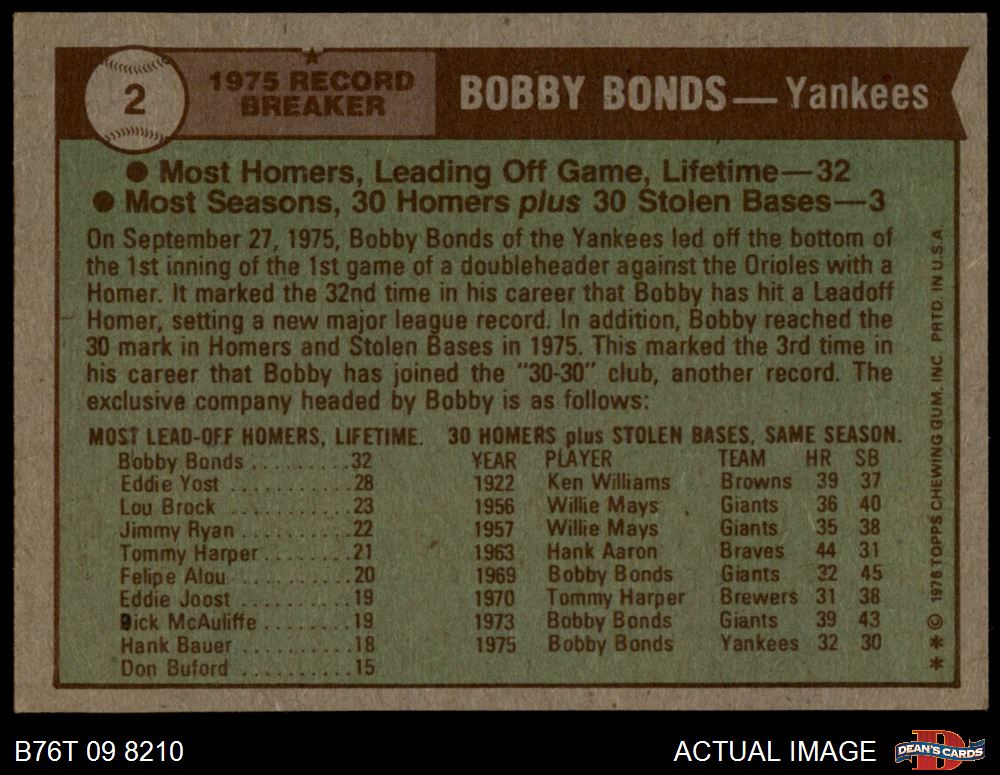 2
1975 RECORD
BREAKER
BOBBY BONDS — Yankees
● Most Homers, Leading Off Game, Lifetime—32
● Most Seasons, 30 Homers plus 30 Stolen Bases—3
On September 27, 1975, Bobby Bonds of the Yankees led off the bottom of
the 1st inning of the 1st game of a doubleheader against the Orioles with a
Homer. It marked the 32nd time in his career that Bobby has hit a Leadoff
Homer, setting a new major league record. In addition, Bobby reached the
30 mark in Homers and Stolen Bases in 1975. This marked the 3rd time in
his career that Bobby has joined the "30-30" club, another record. The
exclusive company headed by Bobby is as follows:
MOST LEAD-OFF HOMERS, LIFETIME.
Bobby Bonds ..........32
Eddie Yost ............28
Lou Brock ............23
Jimmy Ryan ..........22
Tommy Harper ........21
Felipe Alou ...........20
Eddie Joost ...........19
Dick McAuliffe ........19
Hank Bauer ...........18
Don Buford ...........15
30 HOMERS plus STOLEN BASES, SAME SEASON.
YEAR PLAYER TEAM HR SB
1922 Ken Williams Browns 39 37
1956 Willie Mays Giants 36 40
1957 Willie Mays Giants 35 38
1963 Hank Aaron Braves 44 31
1969 Bobby Bonds Giants 32 45
1970 Tommy Harper Brewers 31 38
1973 Bobby Bonds Giants 39 43
1975 Bobby Bonds Yankees 32 30
* * © 1976 TOPPS CHEWING GUM, INC. PRTD. IN U.S.A.
B76T 09 8210
ACTUAL IMAGE
D
DEAN'S CARDS